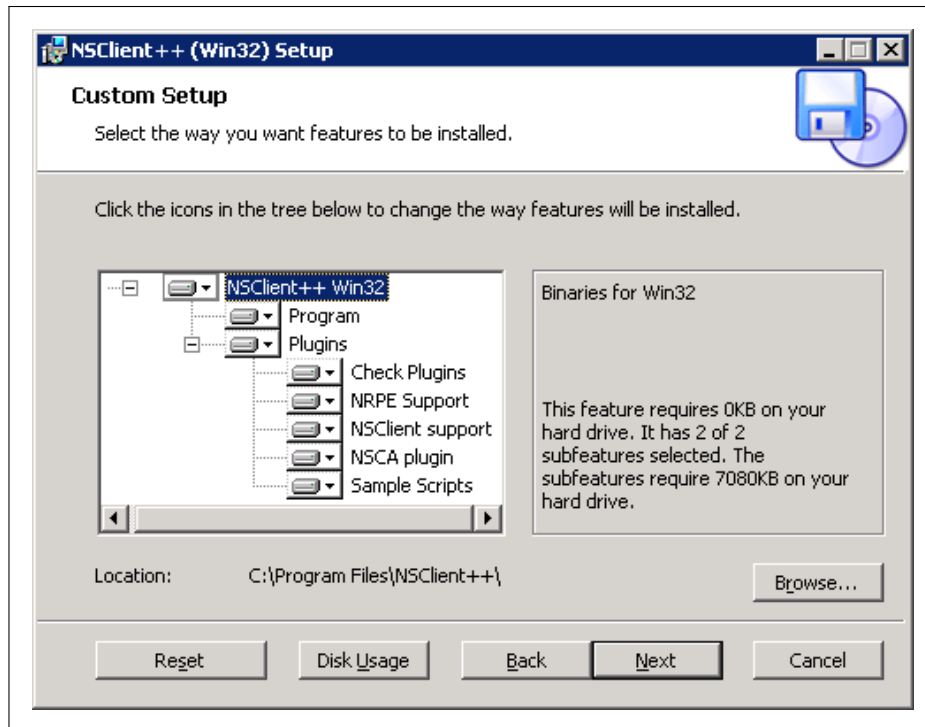 NSClient++ (Win32) Setup
Custom Setup
Select the way you want features to be installed.
Click the icons in the tree below to change the way features will be installed.
NSClient++ Win32
Program
Plugins
Check Plugins
NRPE Support
NSClient support
NSCA plugin
Sample Scripts
Binaries for Win32
This feature requires 0KB on your
hard drive. It has 2 of 2
subfeatures selected. The
subfeatures require 7080KB on your
hard drive.
Location: C:\Program Files\NSClient++\
Browse...
Reset Disk Usage Back Next Cancel